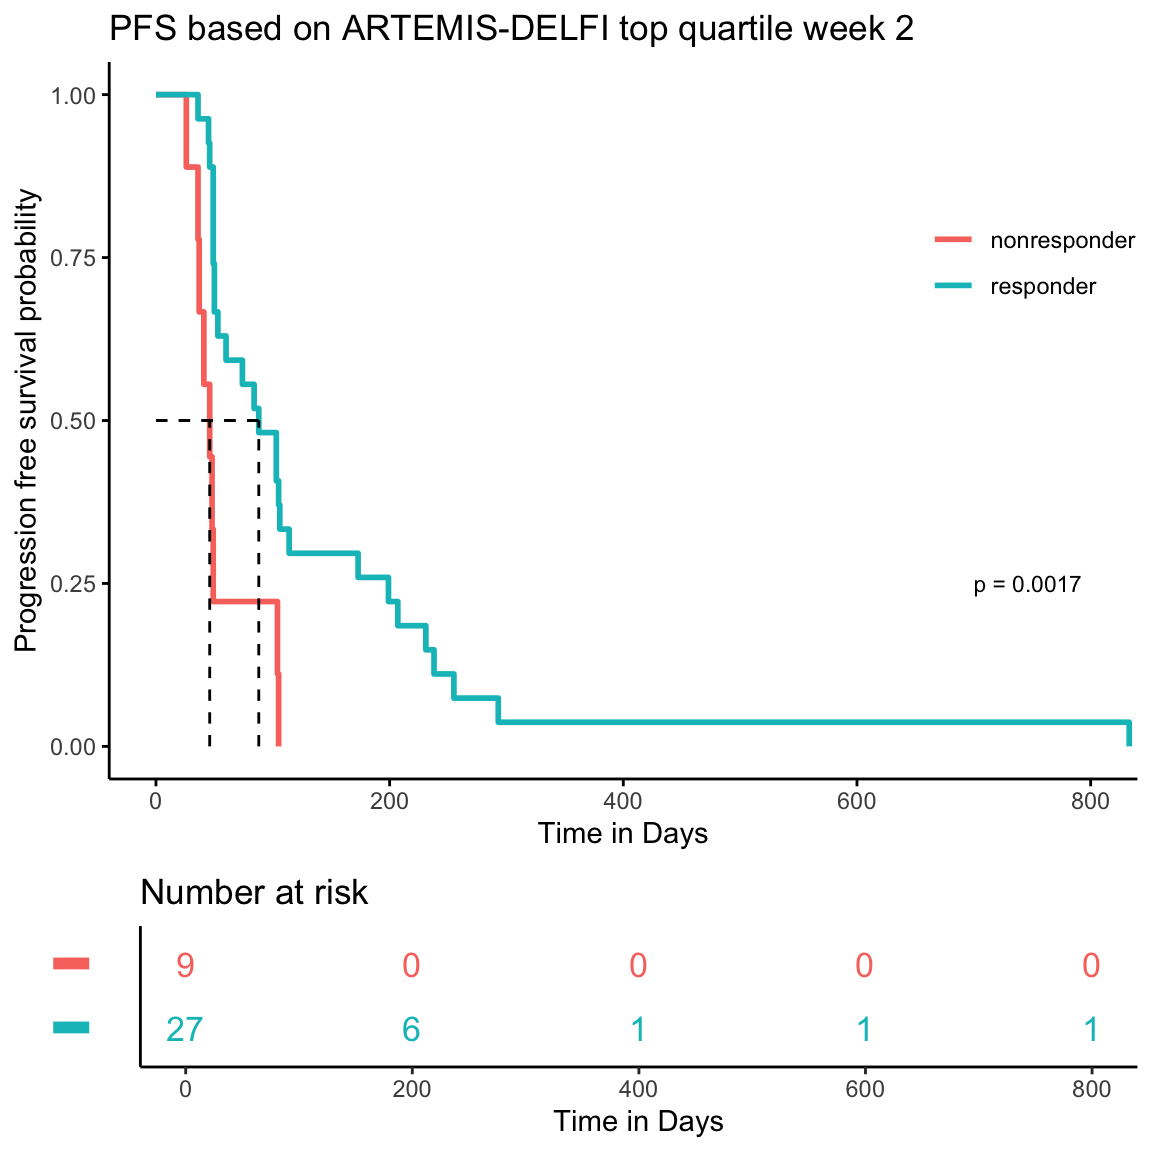 PFS based on ARTEMIS-DELFI top quartile week 2
Progression free survival probability
1.00
0.75
0.50
0.25
0.00
nonresponder
responder
p = 0.0017
0 200 400 600 800
Time in Days
Number at risk
9 0 0 0 0
27 6 1 1 1
0 200 400 600 800
Time in Days